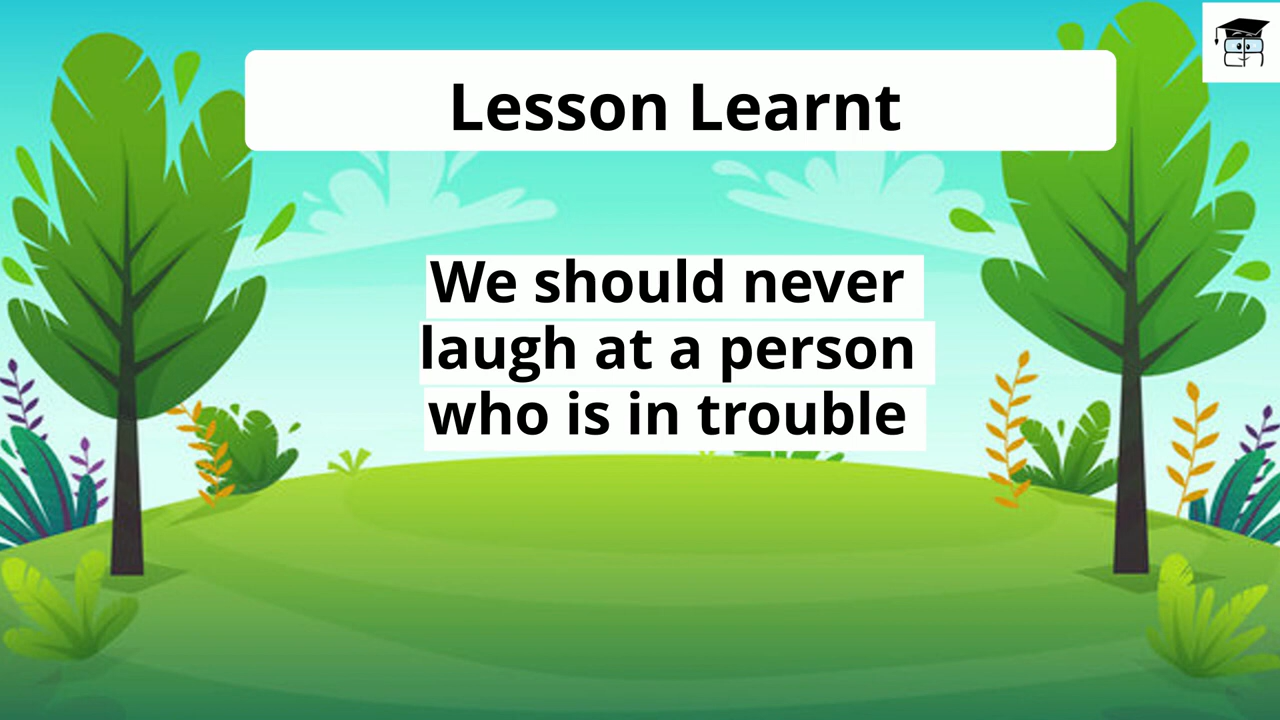 Lesson Learnt
We should never
laugh at a person
who is in trouble